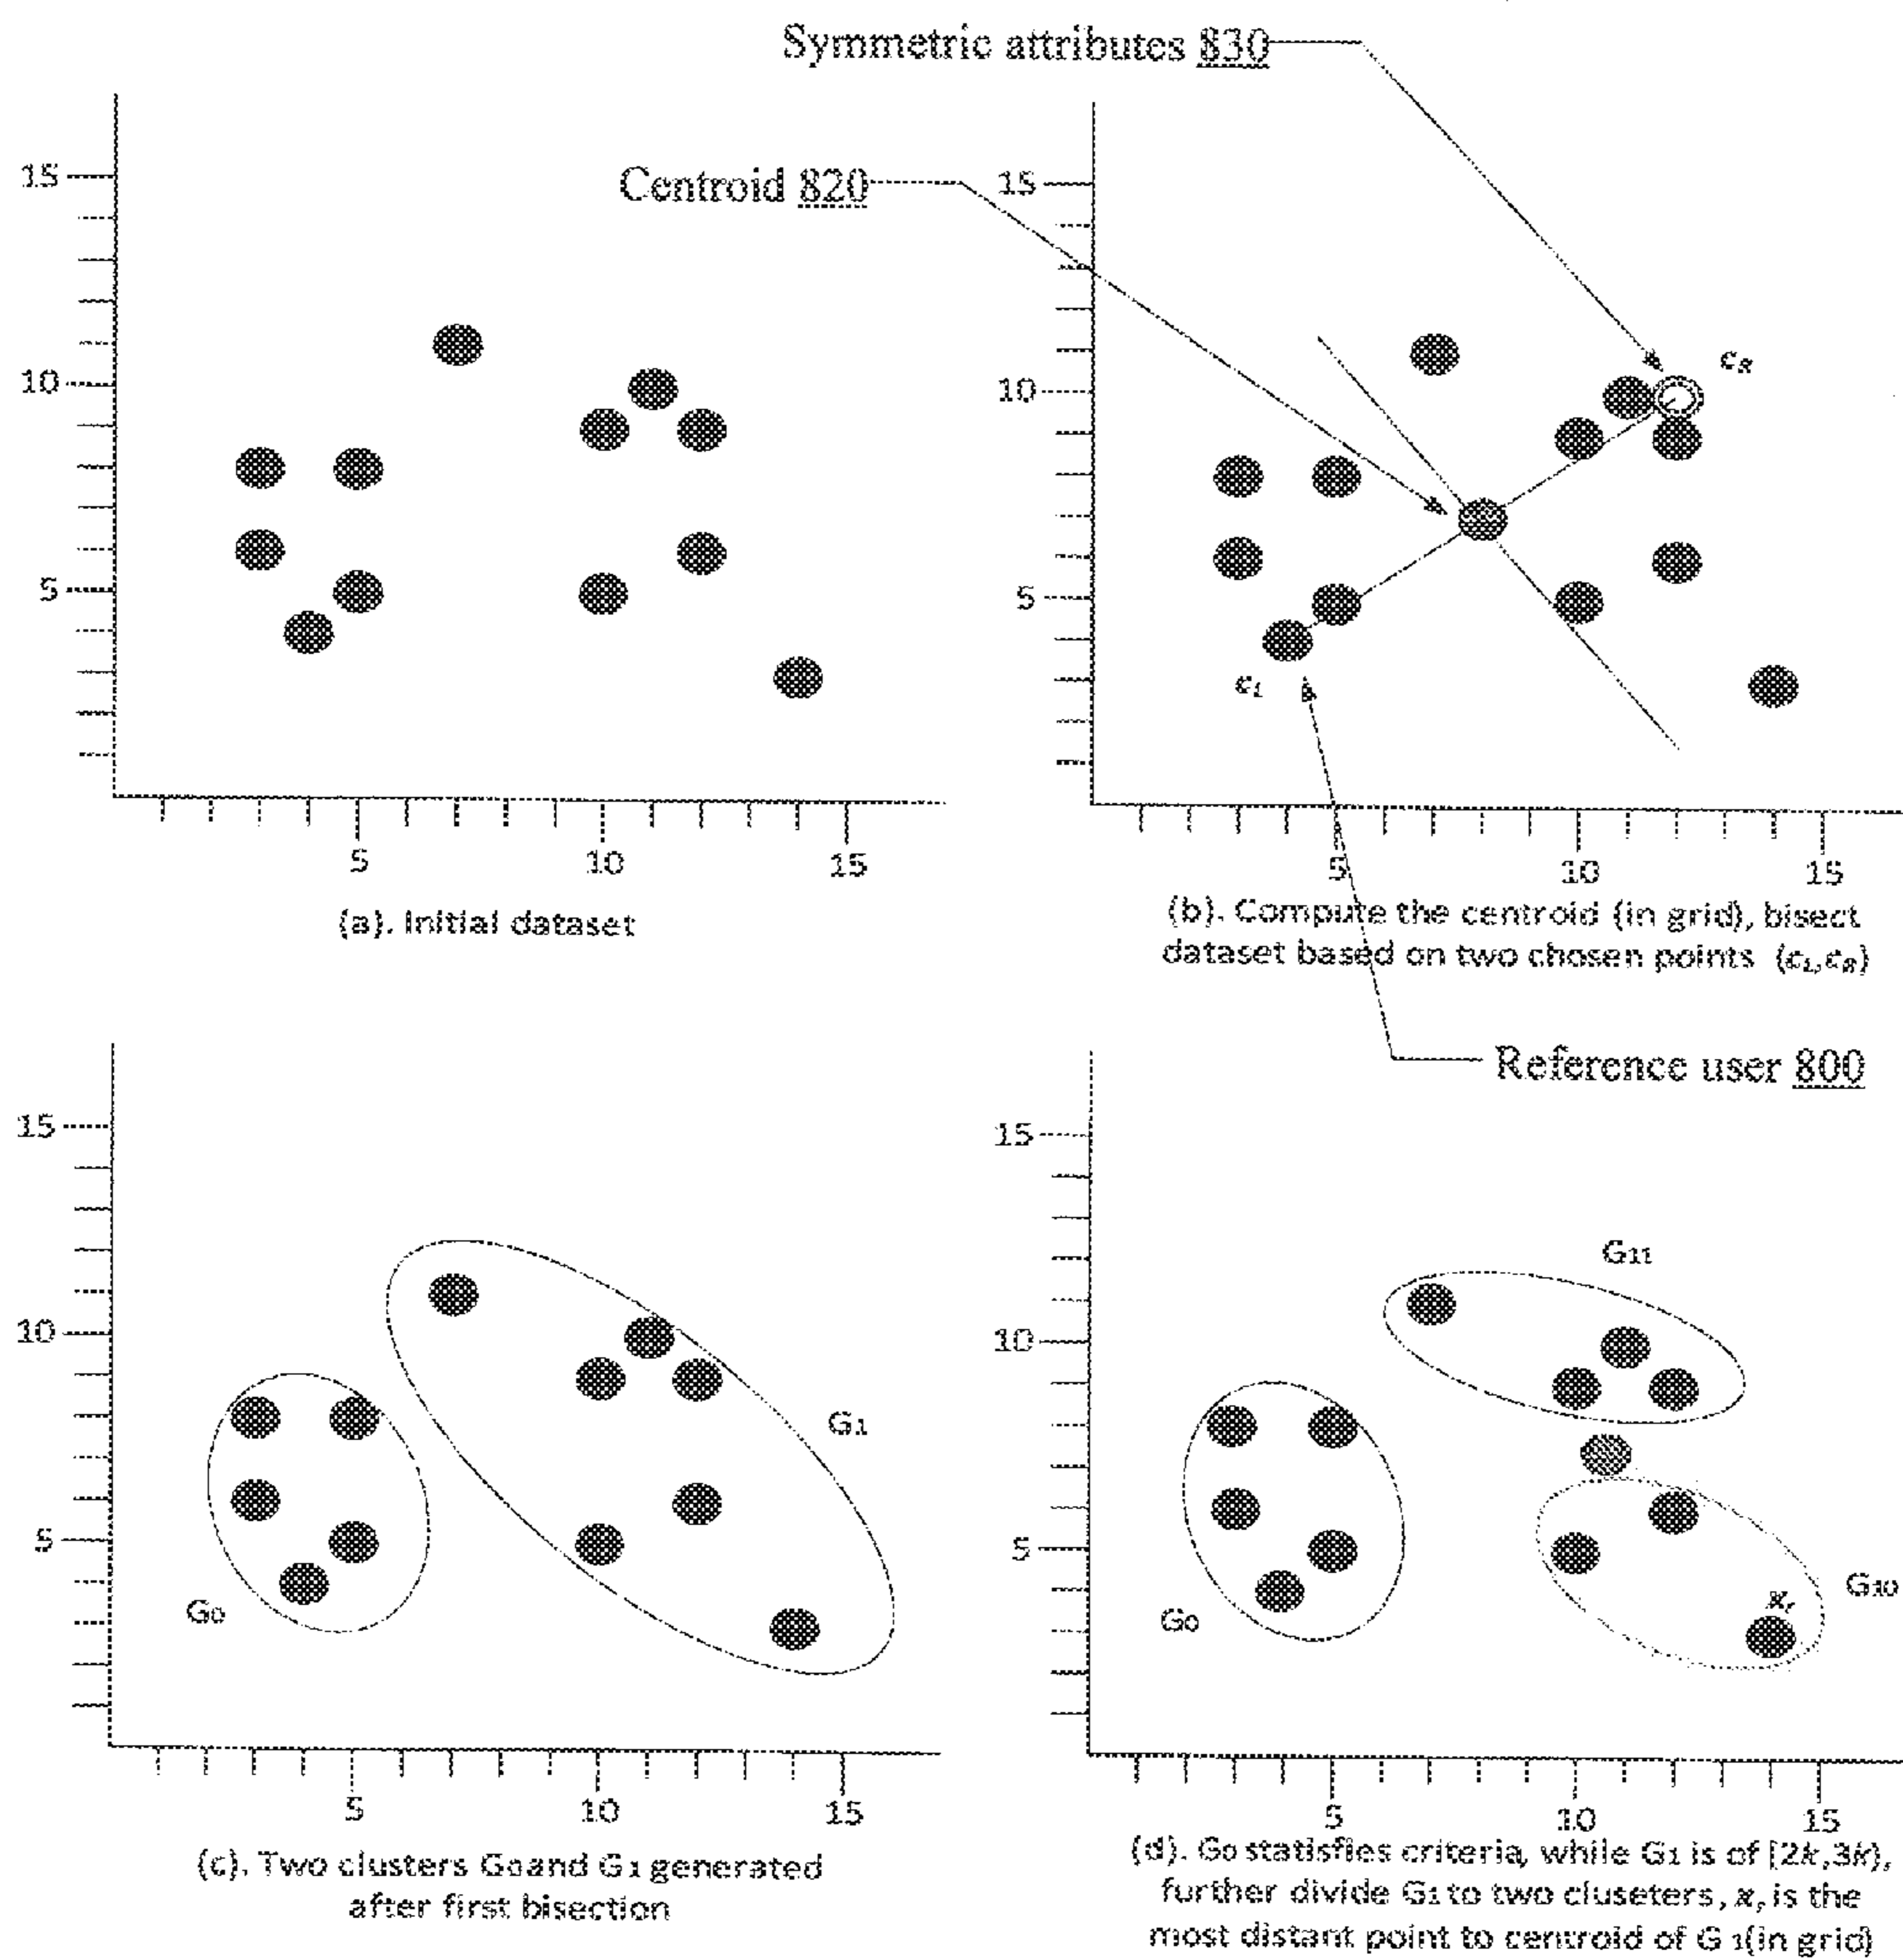 Symmetric attributes 830
Centroid 820
15
10
5
5
10
15
(a). Initial dataset
15
10
5
c_R
c_L
5
10
15
(b). Compute the centroid (in grid), bisect
dataset based on two chosen points (c_L,c_R)
Reference user 800
15
10
5
G1
G0
5
10
15
(c). Two clusters G0and G1 generated
after first bisection
15
10
5
G11
G10
x_r
G0
5
10
15
(d). G0 statisfies criteria, while G1 is of [2k,3k),
further divide G1 to two cluseters, x_r is the
most distant point to centroid of G1(in grid)